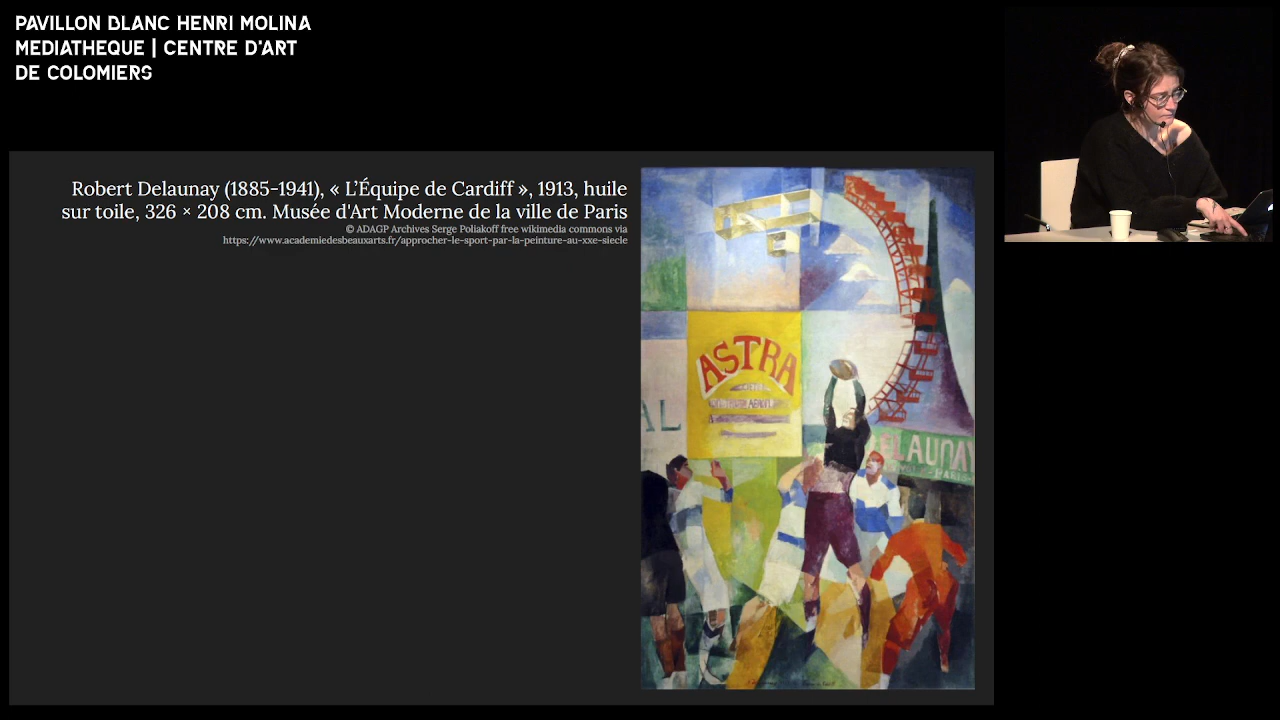 PAVILLON BLANC HENRI MOLINA
MEDIATHEQUE | CENTRE D'ART
DE COLOMIERS
Robert Delaunay (1885-1941), « L'Équipe de Cardiff », 1913, huile
sur toile, 326 × 208 cm. Musée d'Art Moderne de la ville de Paris
© ADAGP Archives Serge Poliakoff free wikimedia commons via
https://www.academiedesbeauxarts.fr/approcher-le-sport-par-la-peinture-au-xxe-siecle
ASTRA
AL
ELAUNAY
PARIS